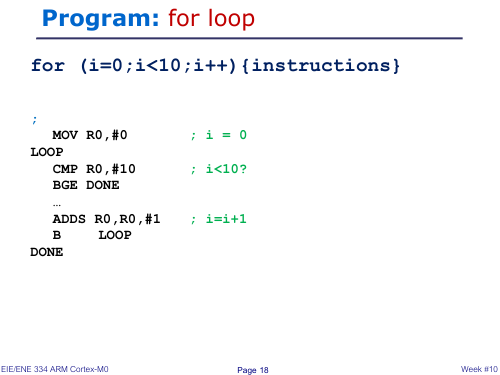 Program: for loop
for (i=0;i<10;i++){instructions}
;
MOV R0,#0 ; i = 0
LOOP
CMP R0,#10 ; i<10?
BGE DONE
…
ADDS R0,R0,#1 ; i=i+1
B LOOP
DONE
EIE/ENE 334 ARM Cortex-M0 Page 18 Week #10